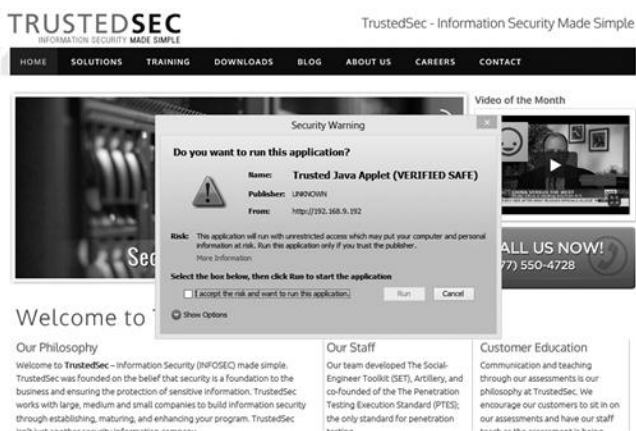 TRUSTEDSEC
INFORMATION SECURITY MADE SIMPLE
TrustedSec - Information Security Made Simple
HOME SOLUTIONS TRAINING DOWNLOADS BLOG ABOUT US CAREERS CONTACT
Video of the Month
Security Warning
Do you want to run this application?
Name: Trusted Java Applet (VERIFIED SAFE)
Publisher: UNKNOWN
From: http://192.168.9.192
Risk: This application will run with unrestricted access which may put your computer and personal
information at risk. Run this application only if you trust the publisher.
More Information
Select the box below, then click Run to start the application
I accept the risk and want to run this application.
Run Cancel
Show Options
CHINA VERSUS THE WEST
Sec
ALL US NOW!
77) 550-4728
Welcome to
Our Philosophy
Welcome to TrustedSec – Information Security (INFOSEC) made simple.
TrustedSec was founded on the belief that security is a foundation to the
business and ensuring the protection of sensitive information. TrustedSec
works with large, medium and small companies to build information security
through establishing, maturing, and enhancing your program. TrustedSec
Our Staff
Our team developed The Social-
Engineer Toolkit (SET), Artillery, and
co-founded of the The Penetration
Testing Execution Standard (PTES);
the only standard for penetration
Customer Education
Communication and teaching
through our assessments is our
philosophy at TrustedSec. We
encourage our customers to sit in on
our assessments and have our staff